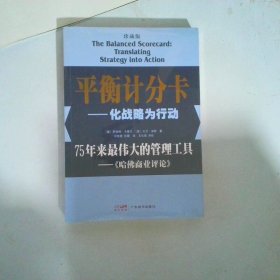 珍藏版
The Balanced Scorecard:
Translating
Strategy into Action
平衡计分卡
——化战略为行动
75年来最伟大的管理工具
——《哈佛商业评论》